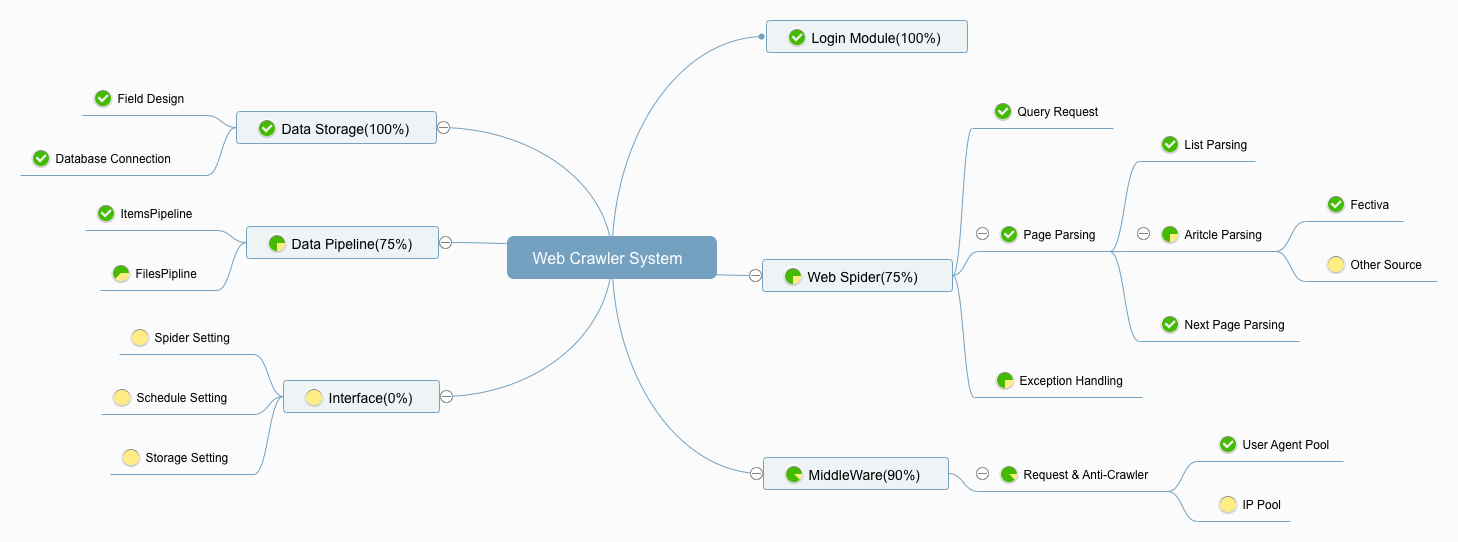 Web Crawler System
Login Module(100%)
Web Spider(75%)
Query Request
Page Parsing
List Parsing
Aritcle Parsing
Fectiva
Other Source
Next Page Parsing
Exception Handling
MiddleWare(90%)
Request & Anti-Crawler
User Agent Pool
IP Pool
Data Storage(100%)
Field Design
Database Connection
Data Pipeline(75%)
ItemsPipeline
FilesPipline
Interface(0%)
Spider Setting
Schedule Setting
Storage Setting